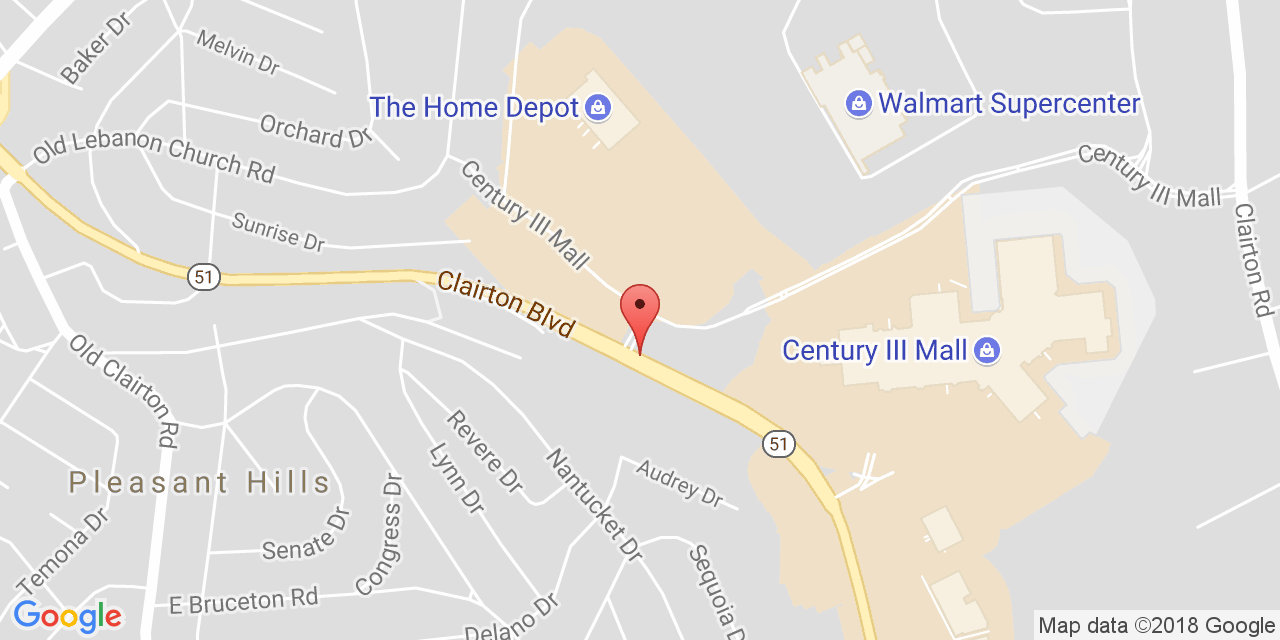 Baker Dr
Melvin Dr
The Home Depot
Walmart Supercenter
Orchard Dr
Old Lebanon Church Rd
Century III Mall
Century III Mall
Sunrise Dr
Clairton Rd
51
Clairton Blvd
Century III Mall
Old Clairton Rd
51
Revere Dr
Lynn Dr
Nantucket Dr
Audrey Dr
Pleasant Hills
Congress Dr
Senate Dr
Temona Dr
Sequoia D
E Bruceton Rd
Delano Dr
Google
Map data ©2018 Google